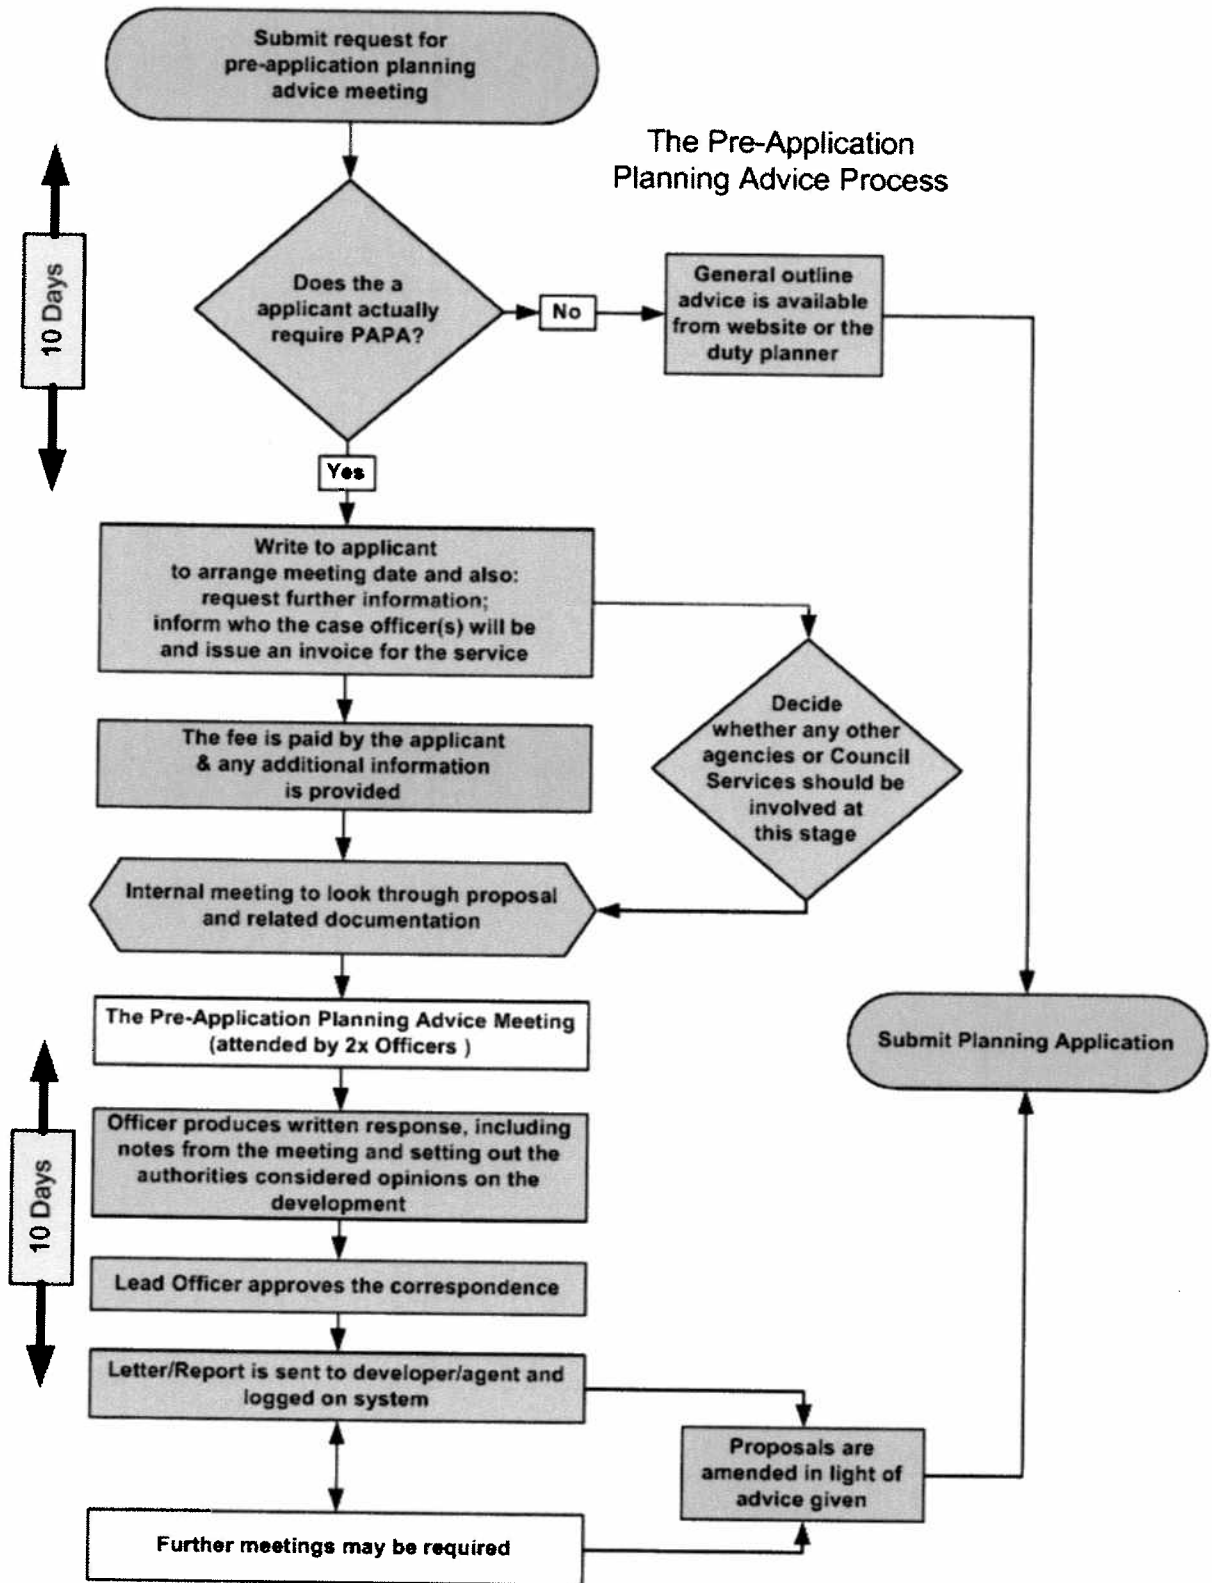 Submit request for
pre-application planning
advice meeting
The Pre-Application
Planning Advice Process
10 Days
Does the a
applicant actually
require PAPA?
No
General outline
advice is available
from website or the
duty planner
Yes
Write to applicant
to arrange meeting date and also:
request further information;
inform who the case officer(s) will be
and issue an invoice for the service
Decide
whether any other
agencies or Council
Services should be
involved at
this stage
The fee is paid by the applicant
& any additional information
is provided
Internal meeting to look through proposal
and related documentation
The Pre-Application Planning Advice Meeting
(attended by 2x Officers )
Submit Planning Application
10 Days
Officer produces written response, including
notes from the meeting and setting out the
authorities considered opinions on the
development
Lead Officer approves the correspondence
Letter/Report is sent to developer/agent and
logged on system
Proposals are
amended in light of
advice given
Further meetings may be required